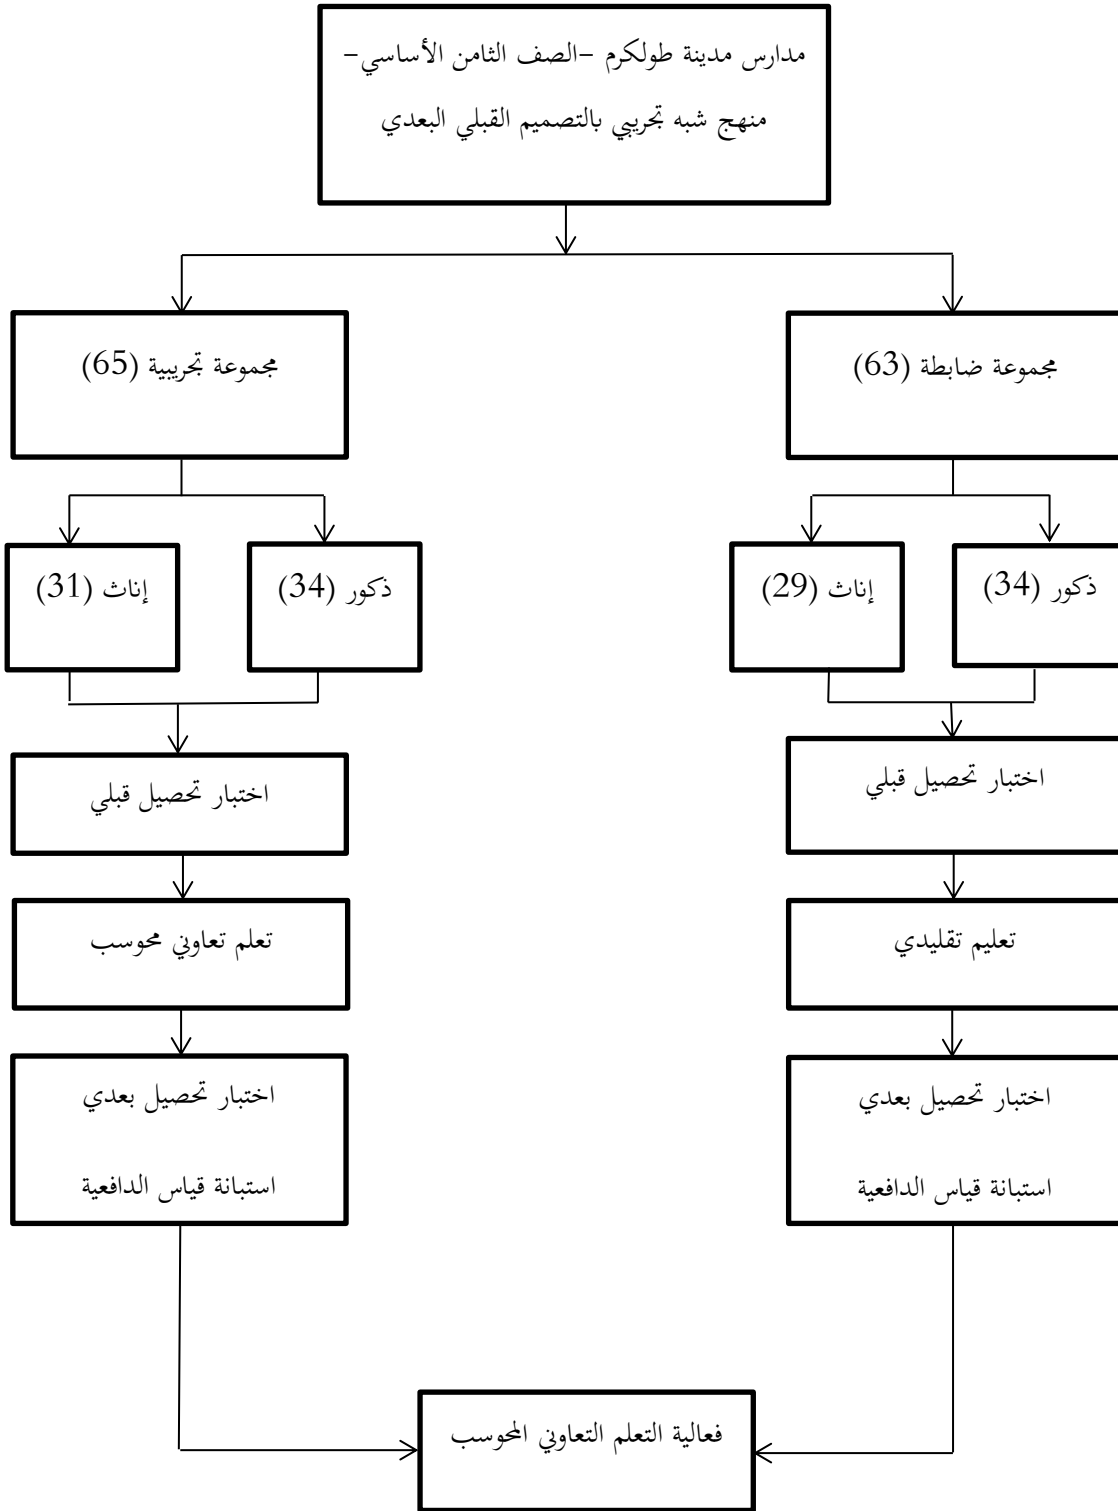 مدارس مدينة طولكرم -الصف الثامن الأساسي-
منهج شبه تجريبي بالتصميم القبلي البعدي
مجموعة ضابطة (63)
مجموعة تجريبية (65)
ذكور (34)
إناث (29)
ذكور (34)
إناث (31)
اختبار تحصيل قبلي
اختبار تحصيل قبلي
تعليم تقليدي
تعلم تعاوني محوسب
اختبار تحصيل بعدي
استبانة قياس الدافعية
اختبار تحصيل بعدي
استبانة قياس الدافعية
فعالية التعلم التعاوني المحوسب